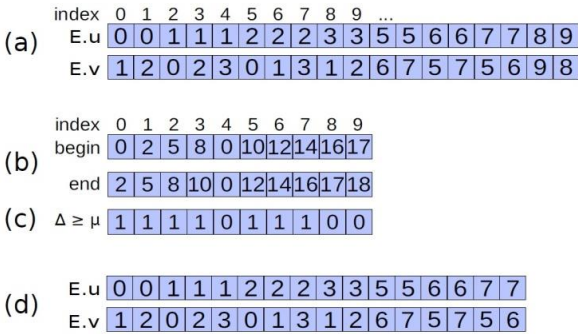 index 0 1 2 3 4 5 6 7 8 9 ...
(a)
E.u 0 0 1 1 1 2 2 2 3 3 5 5 6 6 7 7 8 9
E.v 1 2 0 2 3 0 1 3 1 2 6 7 5 7 5 6 9 8
index 0 1 2 3 4 5 6 7 8 9
(b)
begin 0 2 5 8 0 10 12 14 16 17
end 2 5 8 10 0 12 14 16 17 18
(c) Δ ≥ μ 1 1 1 1 0 1 1 1 0 0
(d)
E.u 0 0 1 1 1 2 2 2 3 3 5 5 6 6 7 7
E.v 1 2 0 2 3 0 1 3 1 2 6 7 5 7 5 6